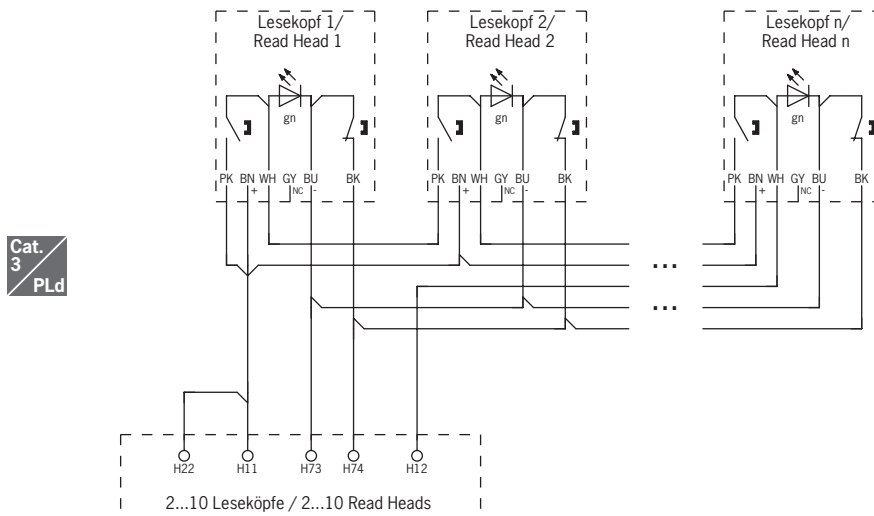 Lesekopf 1/ Lesekopf 2/ Lesekopf n/
Read Head 1 Read Head 2 Read Head n
gn gn gn
PK BN WH GY BU BK PK BN WH GY BU BK PK BN WH GY BU BK
+ NC - + NC - + NC -
Cat.
3
PLd
... ...
H22 H11 H73 H74 H12
2...10 Leseköpfe / 2...10 Read Heads